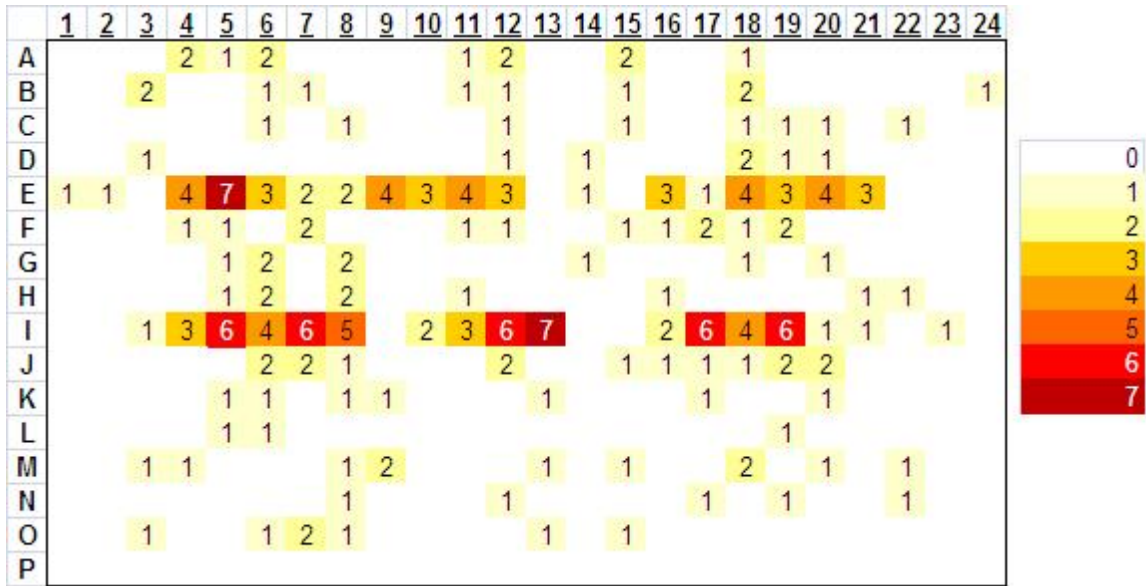 1 2 3 4 5 6 7 8 9 10 11 12 13 14 15 16 17 18 19 20 21 22 23 24
A 2 1 2 1 2 2 1
B 2 1 1 1 1 1 2 1
C 1 1 1 1 1 1 1 1
D 1 1 1 2 1 1 0
E 1 1 4 7 3 2 2 4 3 4 3 1 3 1 4 3 4 3 1
F 1 1 2 1 1 1 1 2 1 2 2
G 1 2 2 1 1 1 3
H 1 2 2 1 1 1 1 4
I 1 3 6 4 6 5 2 3 6 7 2 6 4 6 1 1 1 5
J 2 2 1 2 1 1 1 1 2 2 6
K 1 1 1 1 1 1 1 7
L 1 1 1
M 1 1 1 2 1 1 2 1 1
N 1 1 1 1 1
O 1 1 2 1 1 1
P